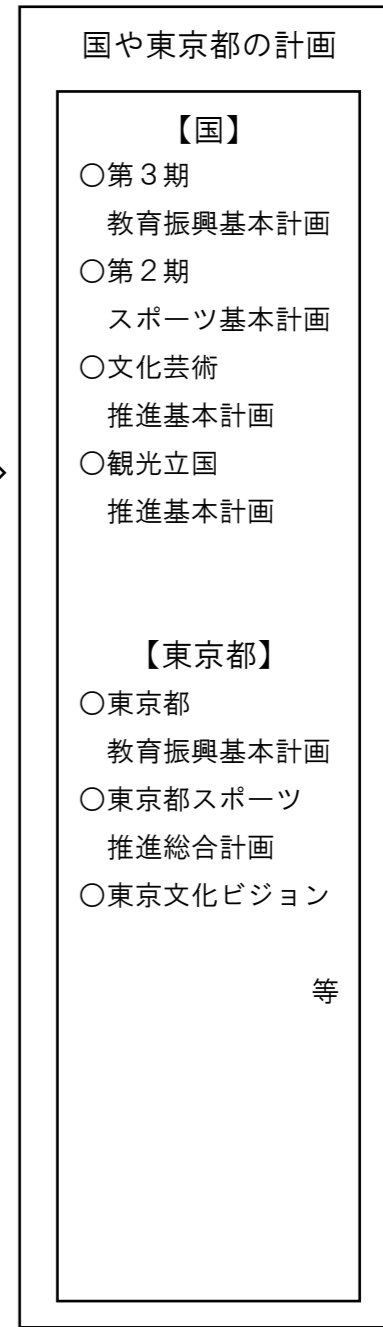 国や東京都の計画
【国】
○第３期
教育振興基本計画
○第２期
スポーツ基本計画
○文化芸術
推進基本計画
○観光立国
推進基本計画
【東京都】
○東京都
教育振興基本計画
○東京都スポーツ
推進総合計画
○東京文化ビジョン
等